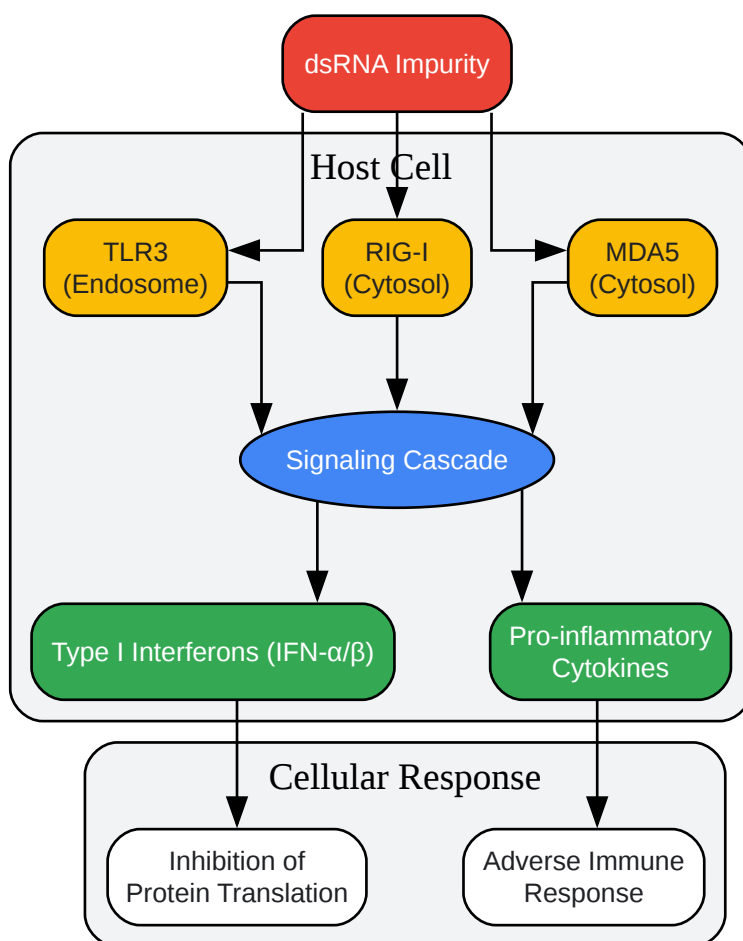 dsRNA Impurity
Host Cell
TLR3
(Endosome)
RIG-I
(Cytosol)
MDA5
(Cytosol)
Signaling Cascade
Type I Interferons (IFN-α/β)
Pro-inflammatory
Cytokines
Cellular Response
Inhibition of
Protein Translation
Adverse Immune
Response